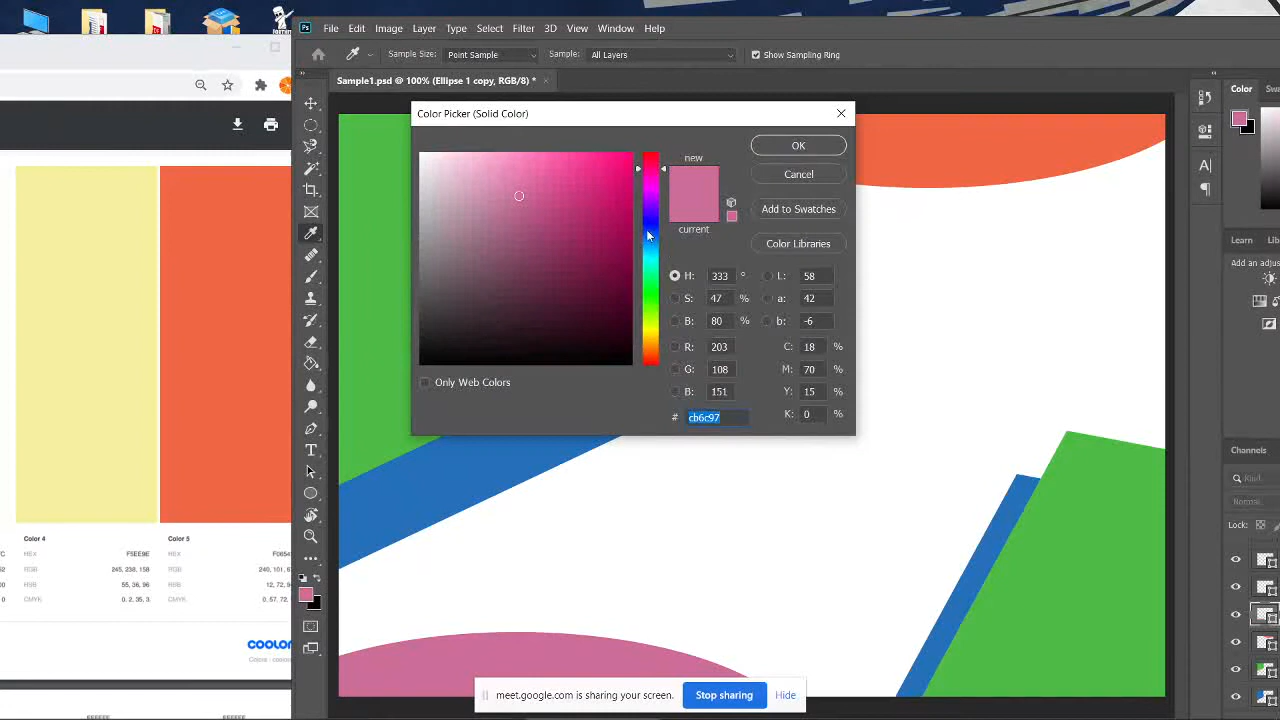 File Edit Image Layer Type Select Filter 3D View Window Help
Sample Size: Point Sample Sample: All Layers Show Sampling Ring
Sample1.psd @ 100% (Ellipse 1 copy, RGB/8) *
Color
Color Picker (Solid Color)
new
current
OK
Cancel
Add to Swatches
Color Libraries
H: 333 °
S: 47 %
B: 80 %
R: 203
G: 108
B: 151
# cb6c97
L: 58
a: 42
b: -6
C: 18 %
M: 70 %
Y: 15 %
K: 0 %
Only Web Colors
Learn
Add an
Channels
Kind
Normal
Lock:
Color 4
HEX F5EE9E
RGB 245, 238, 158
RSB 55, 36, 96
CMYK 0, 2, 35, 3
Color 5
HEX
RGB 240, 101,
RSB 12, 72,
CMYK 0, 57, 72,
meet.google.com is sharing your screen.
Stop sharing
Hide